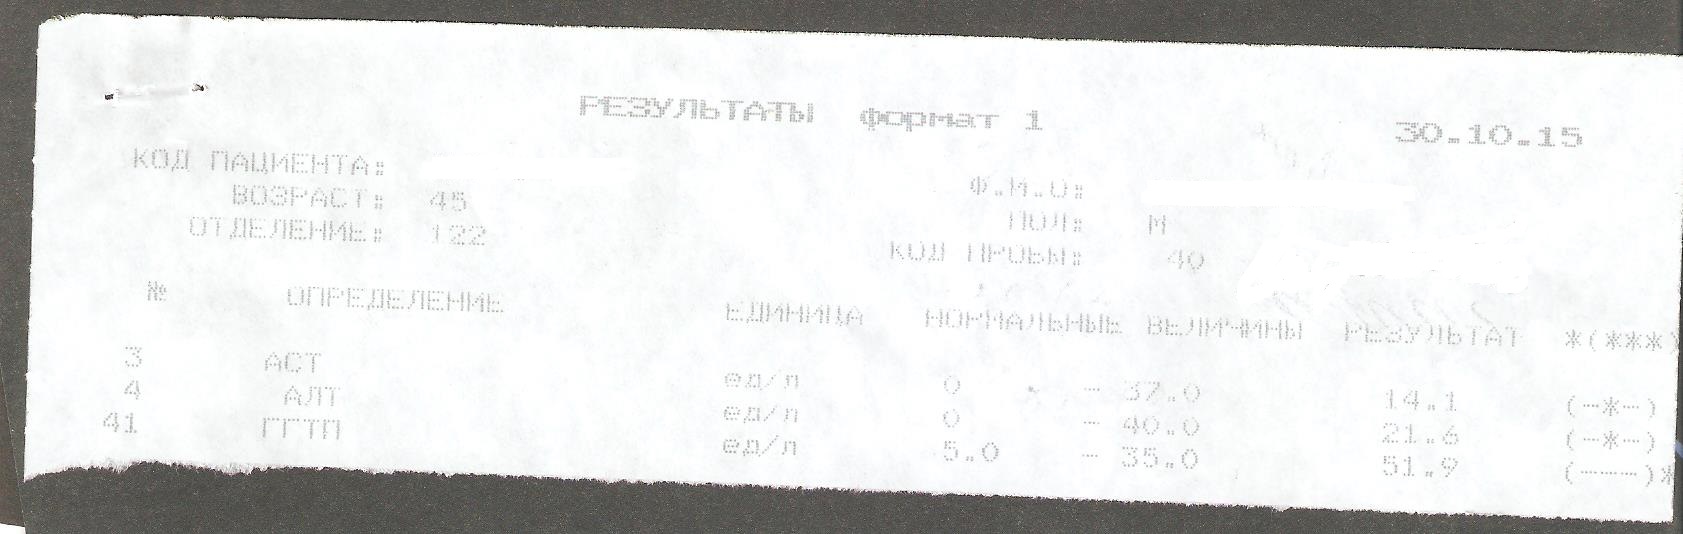 РЕЗУЛЬТАТЫ формат 1 30.10.15
КОД ПАЦИЕНТА: Ф.И.О:
ВОЗРАСТ: 45 ПОЛ: М
ОТДЕЛЕНИЕ: 122 КОД ПРОБЫ: 40
№ ОПРЕДЕЛЕНИЕ ЕДИНИЦА НОРМАЛЬНЫЕ ВЕЛИЧИНЫ РЕЗУЛЬТАТ *(***)
3 АСТ ед/л 0 - 37.0 14.1 (-*-)
4 АЛТ ед/л 0 - 40.0 21.6 (-*-)
41 ГГТП ед/л 5.0 - 35.0 51.9 (---)*